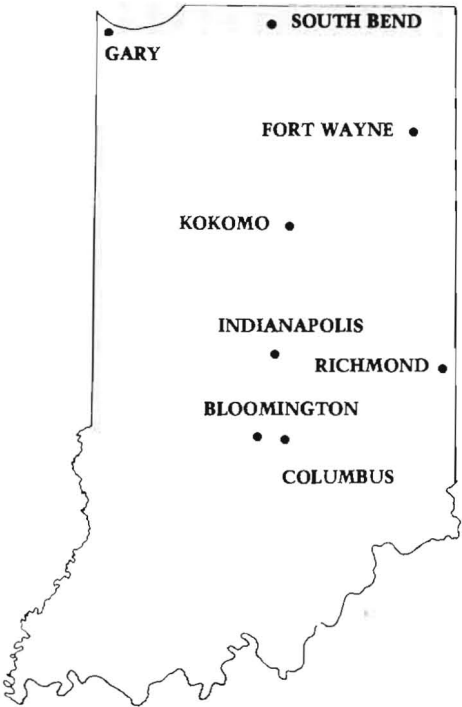 SOUTH BEND
GARY
FORT WAYNE
KOKOMO
INDIANAPOLIS
RICHMOND
BLOOMINGTON
COLUMBUS